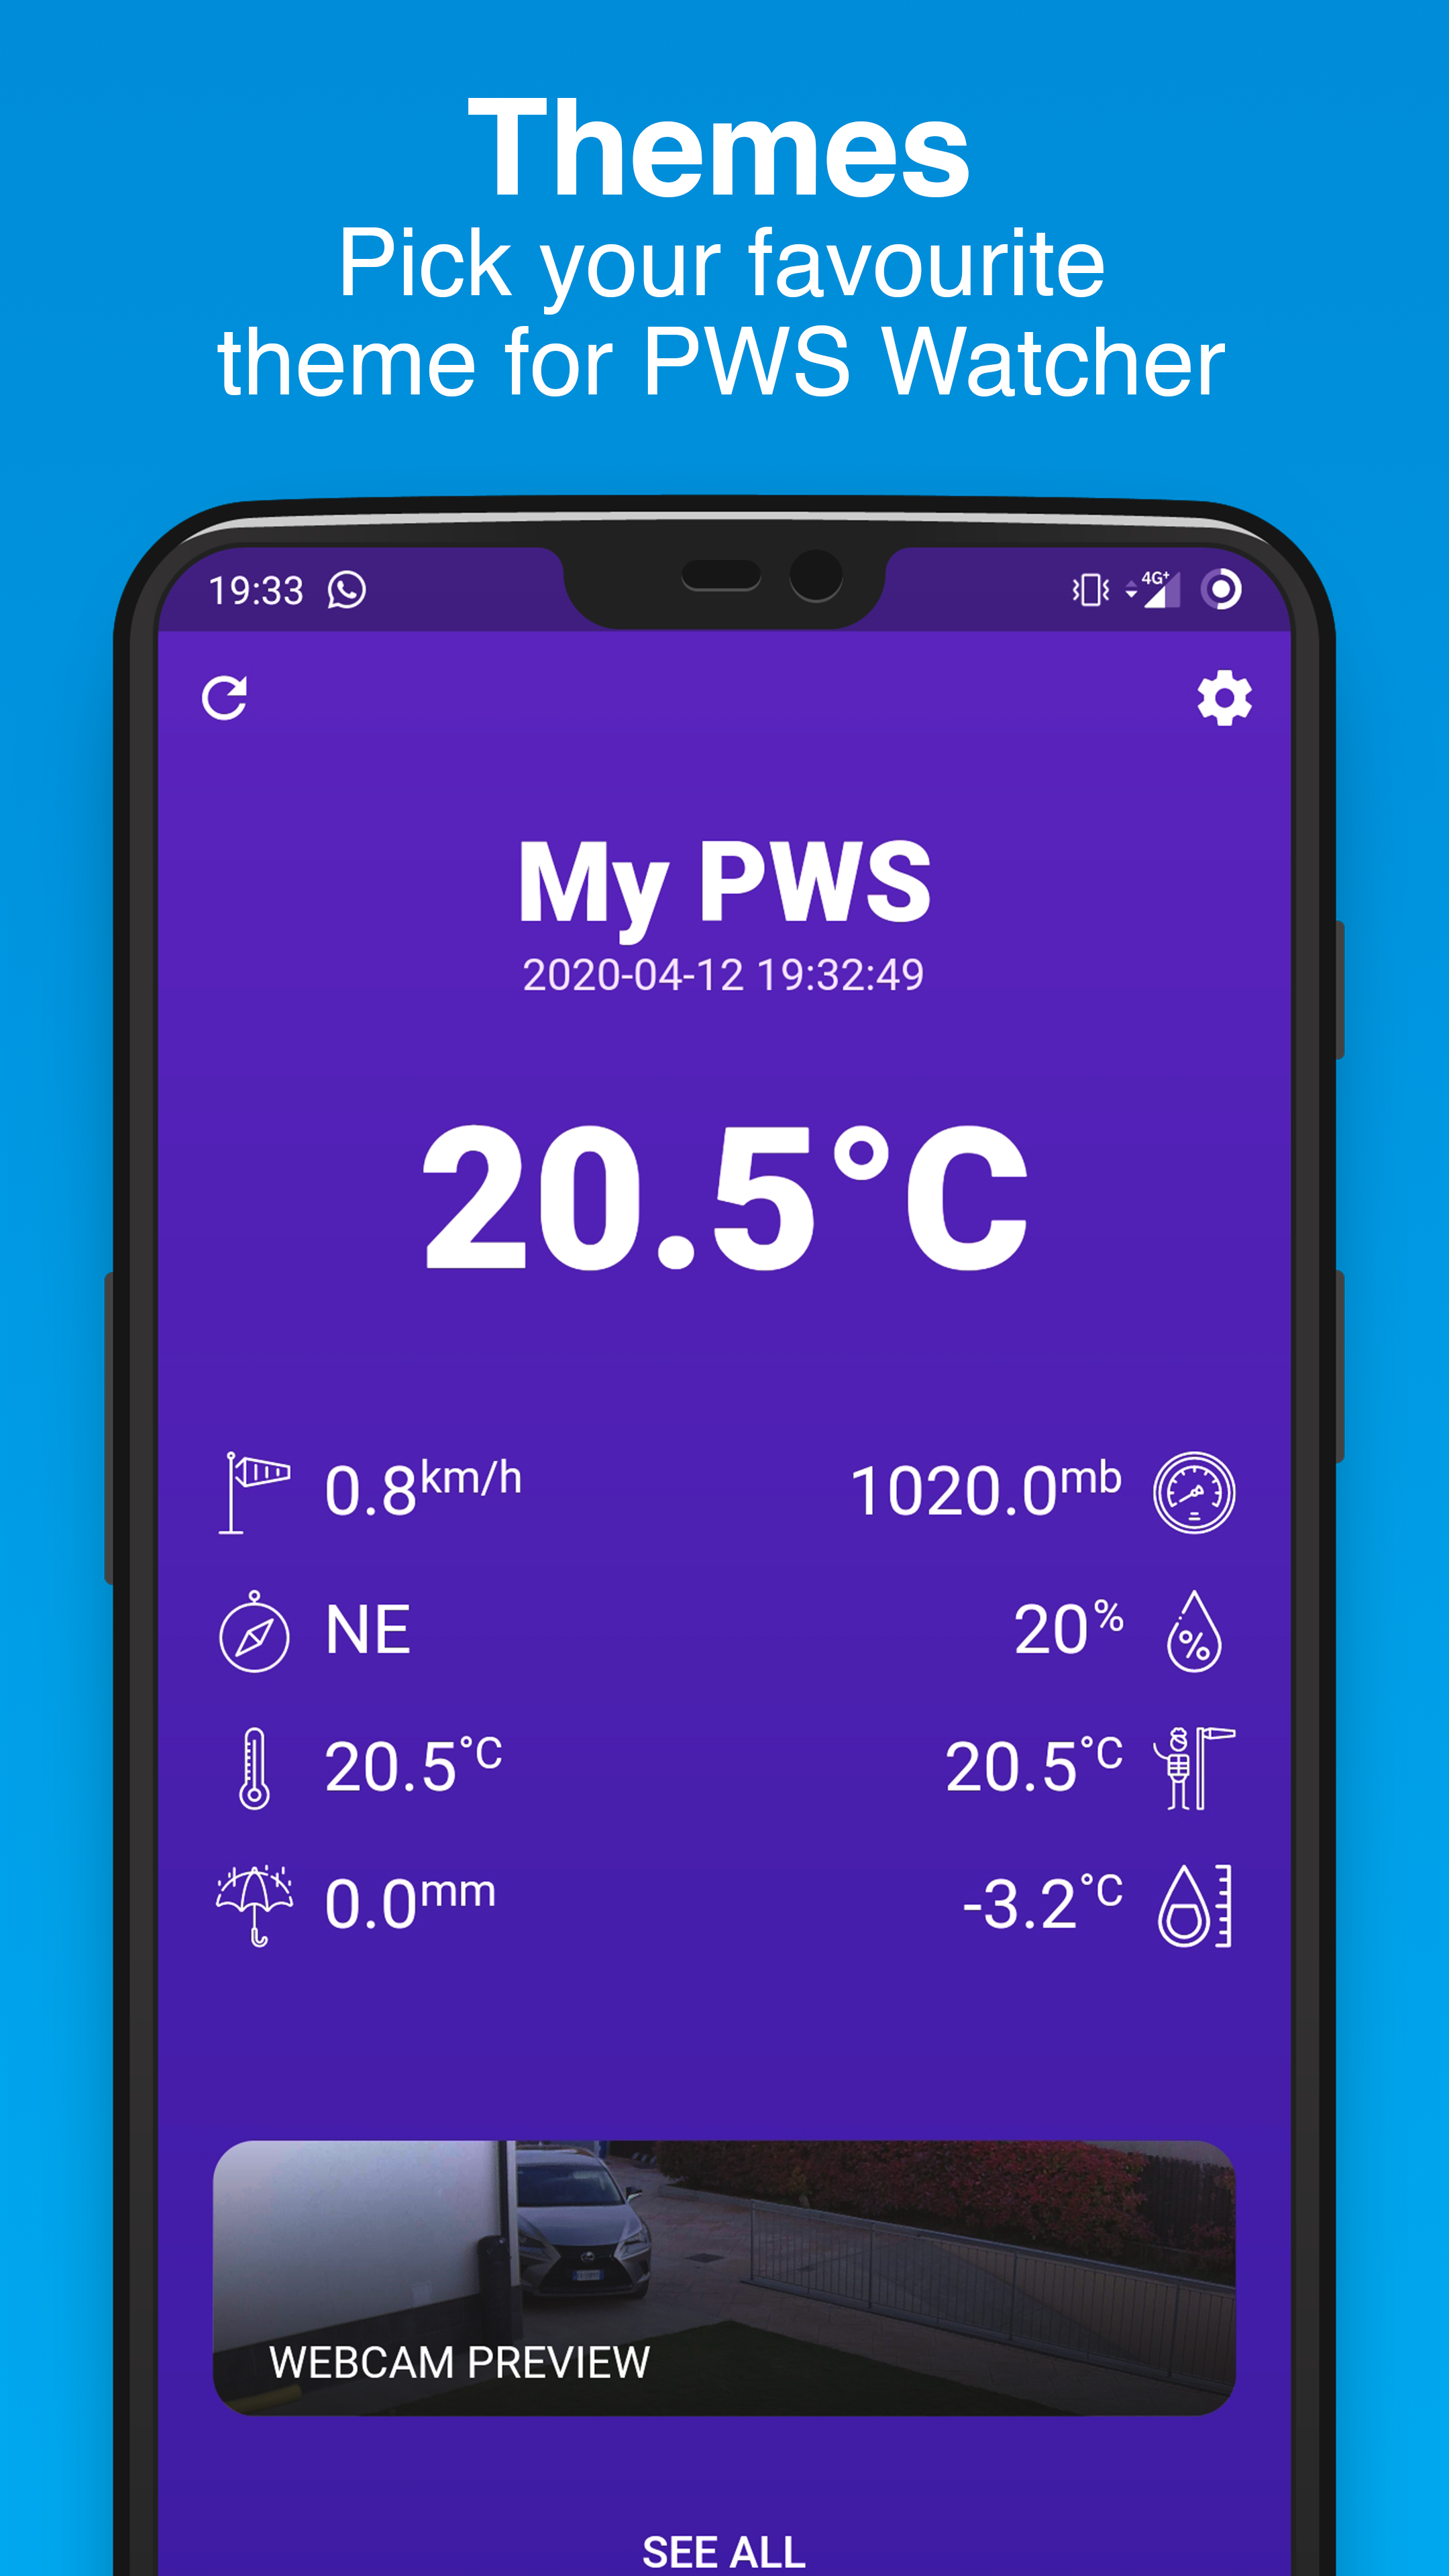 Themes
Pick your favourite
theme for PWS Watcher
19:33
4G+
My PWS
2020-04-12 19:32:49
20.5°C
0.8km/h
1020.0mb
NE
20%
20.5°C
20.5°C
0.0mm
-3.2°C
WEBCAM PREVIEW
SEE ALL